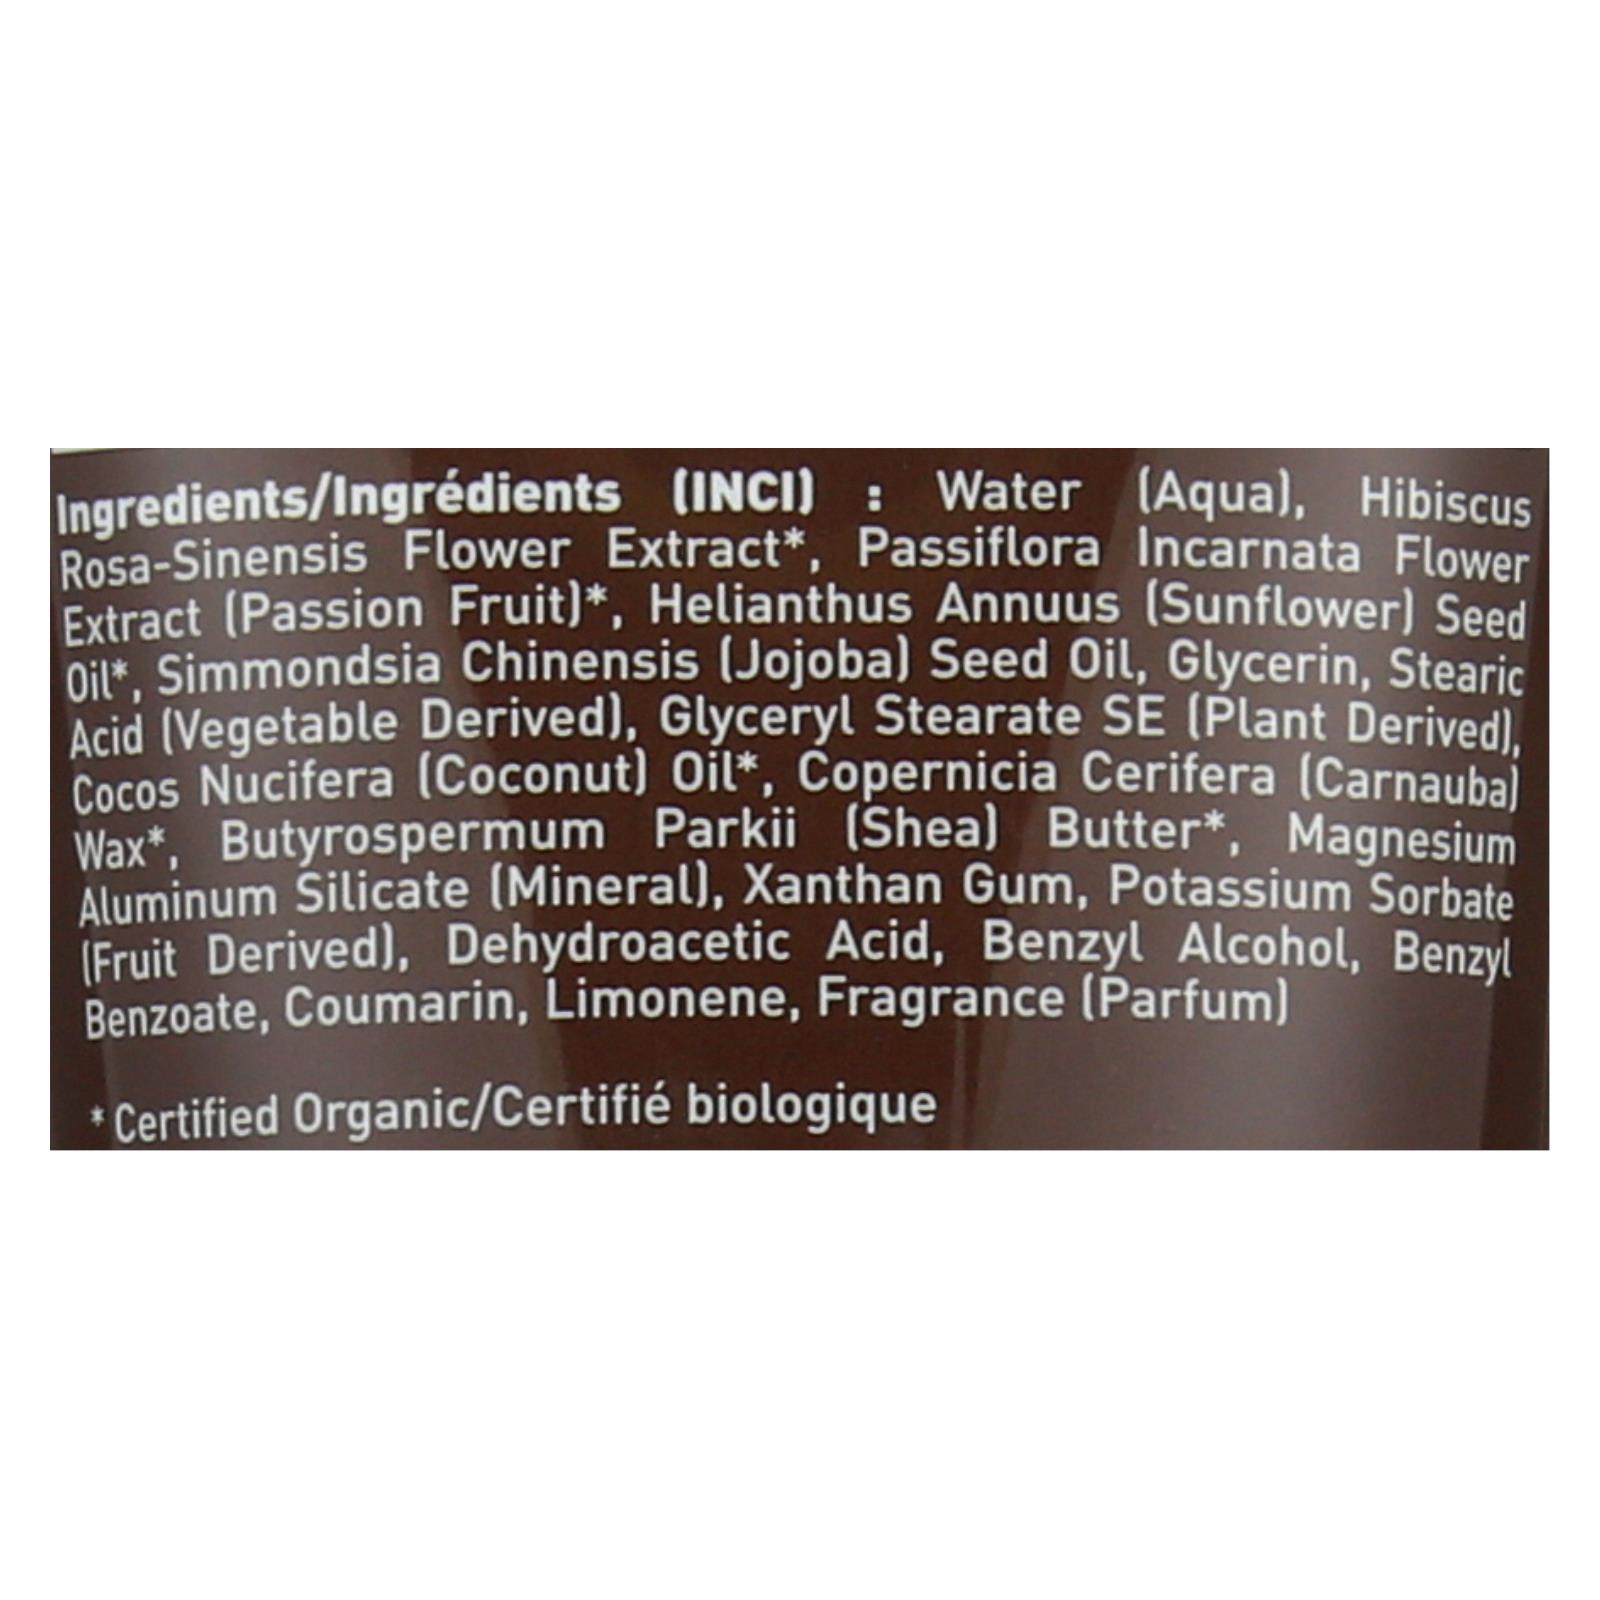 Ingredients/Ingrédients (INCI) : Water (Aqua), Hibiscus
Rosa-Sinensis Flower Extract*, Passiflora Incarnata Flower
Extract (Passion Fruit)*, Helianthus Annuus (Sunflower) Seed
Oil*, Simmondsia Chinensis (Jojoba) Seed Oil, Glycerin, Stearic
Acid (Vegetable Derived), Glyceryl Stearate SE (Plant Derived),
Cocos Nucifera (Coconut) Oil*, Copernicia Cerifera (Carnauba)
Wax*, Butyrospermum Parkii (Shea) Butter*, Magnesium
Aluminum Silicate (Mineral), Xanthan Gum, Potassium Sorbate
(Fruit Derived), Dehydroacetic Acid, Benzyl Alcohol, Benzyl
Benzoate, Coumarin, Limonene, Fragrance (Parfum)
* Certified Organic/Certifié biologique